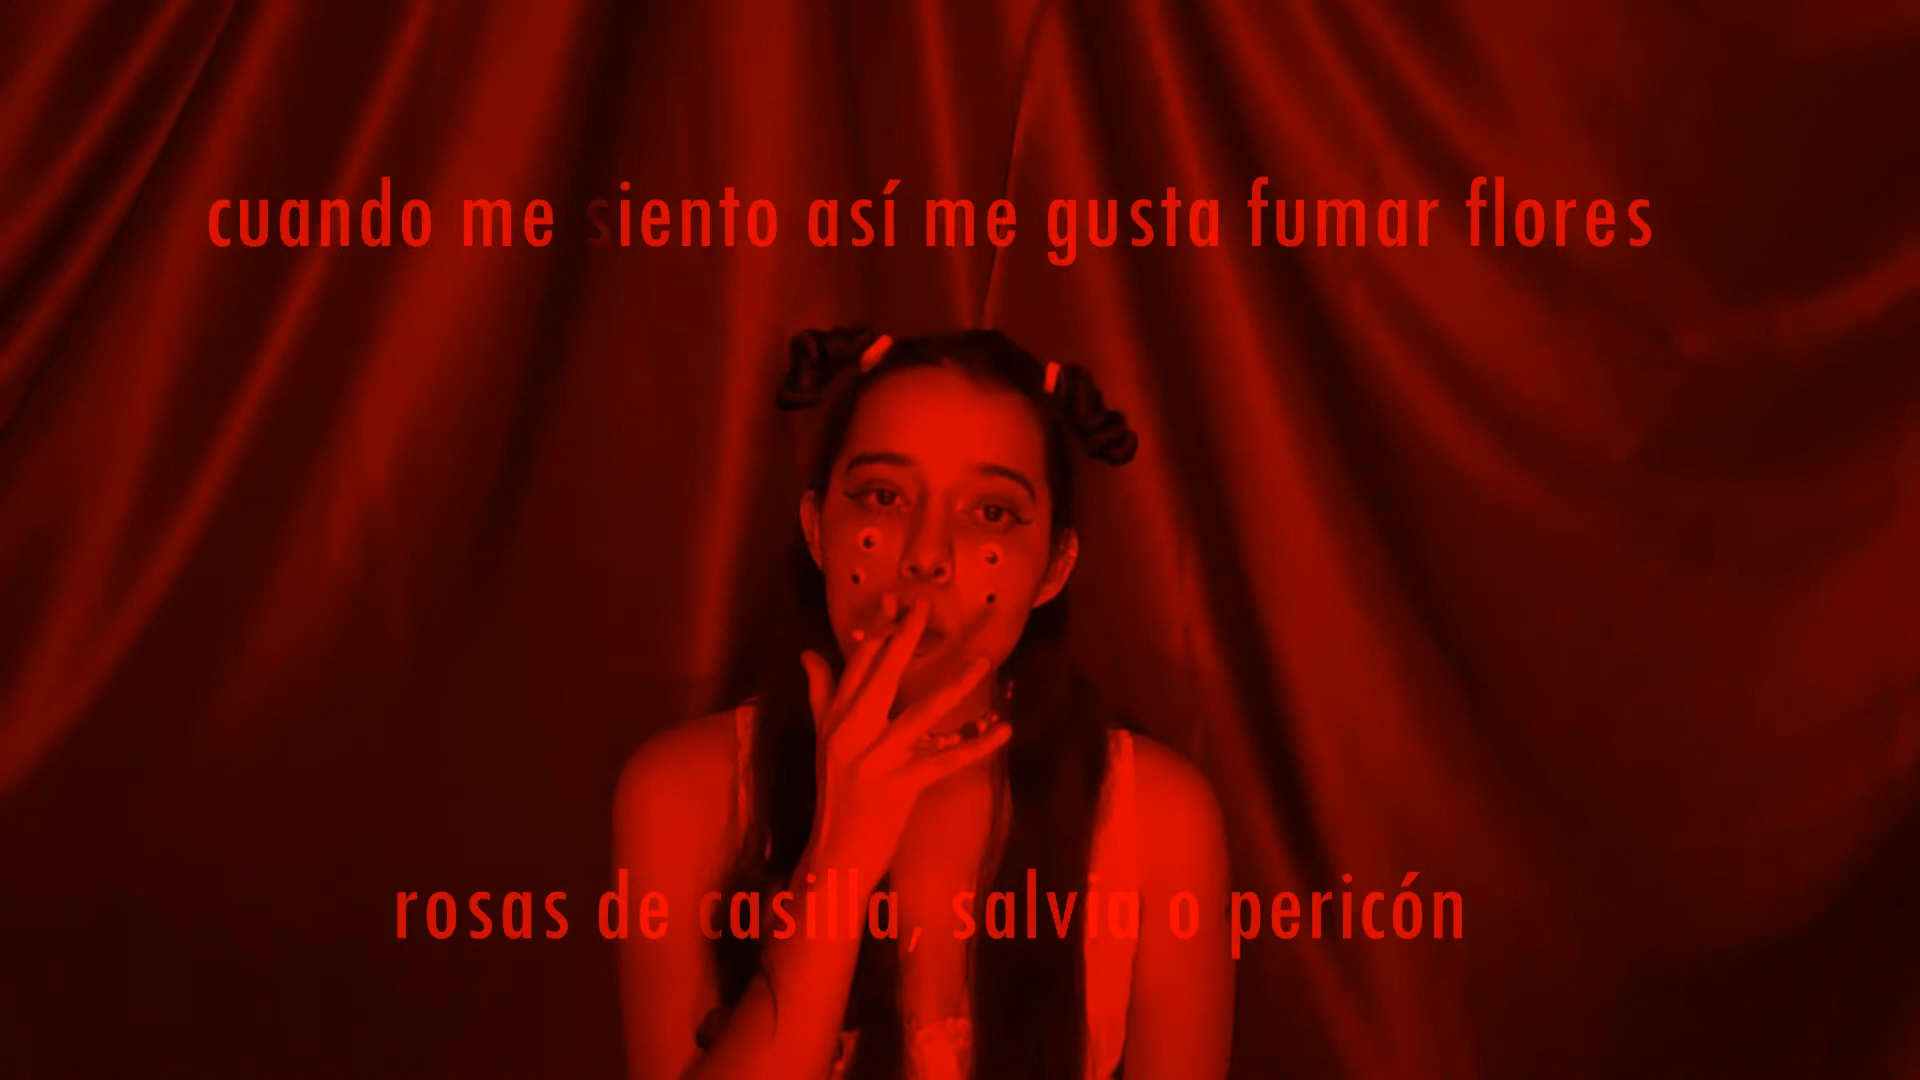 cuando me siento así me gusta fumar flores
rosas de casilla, salvia o pericón